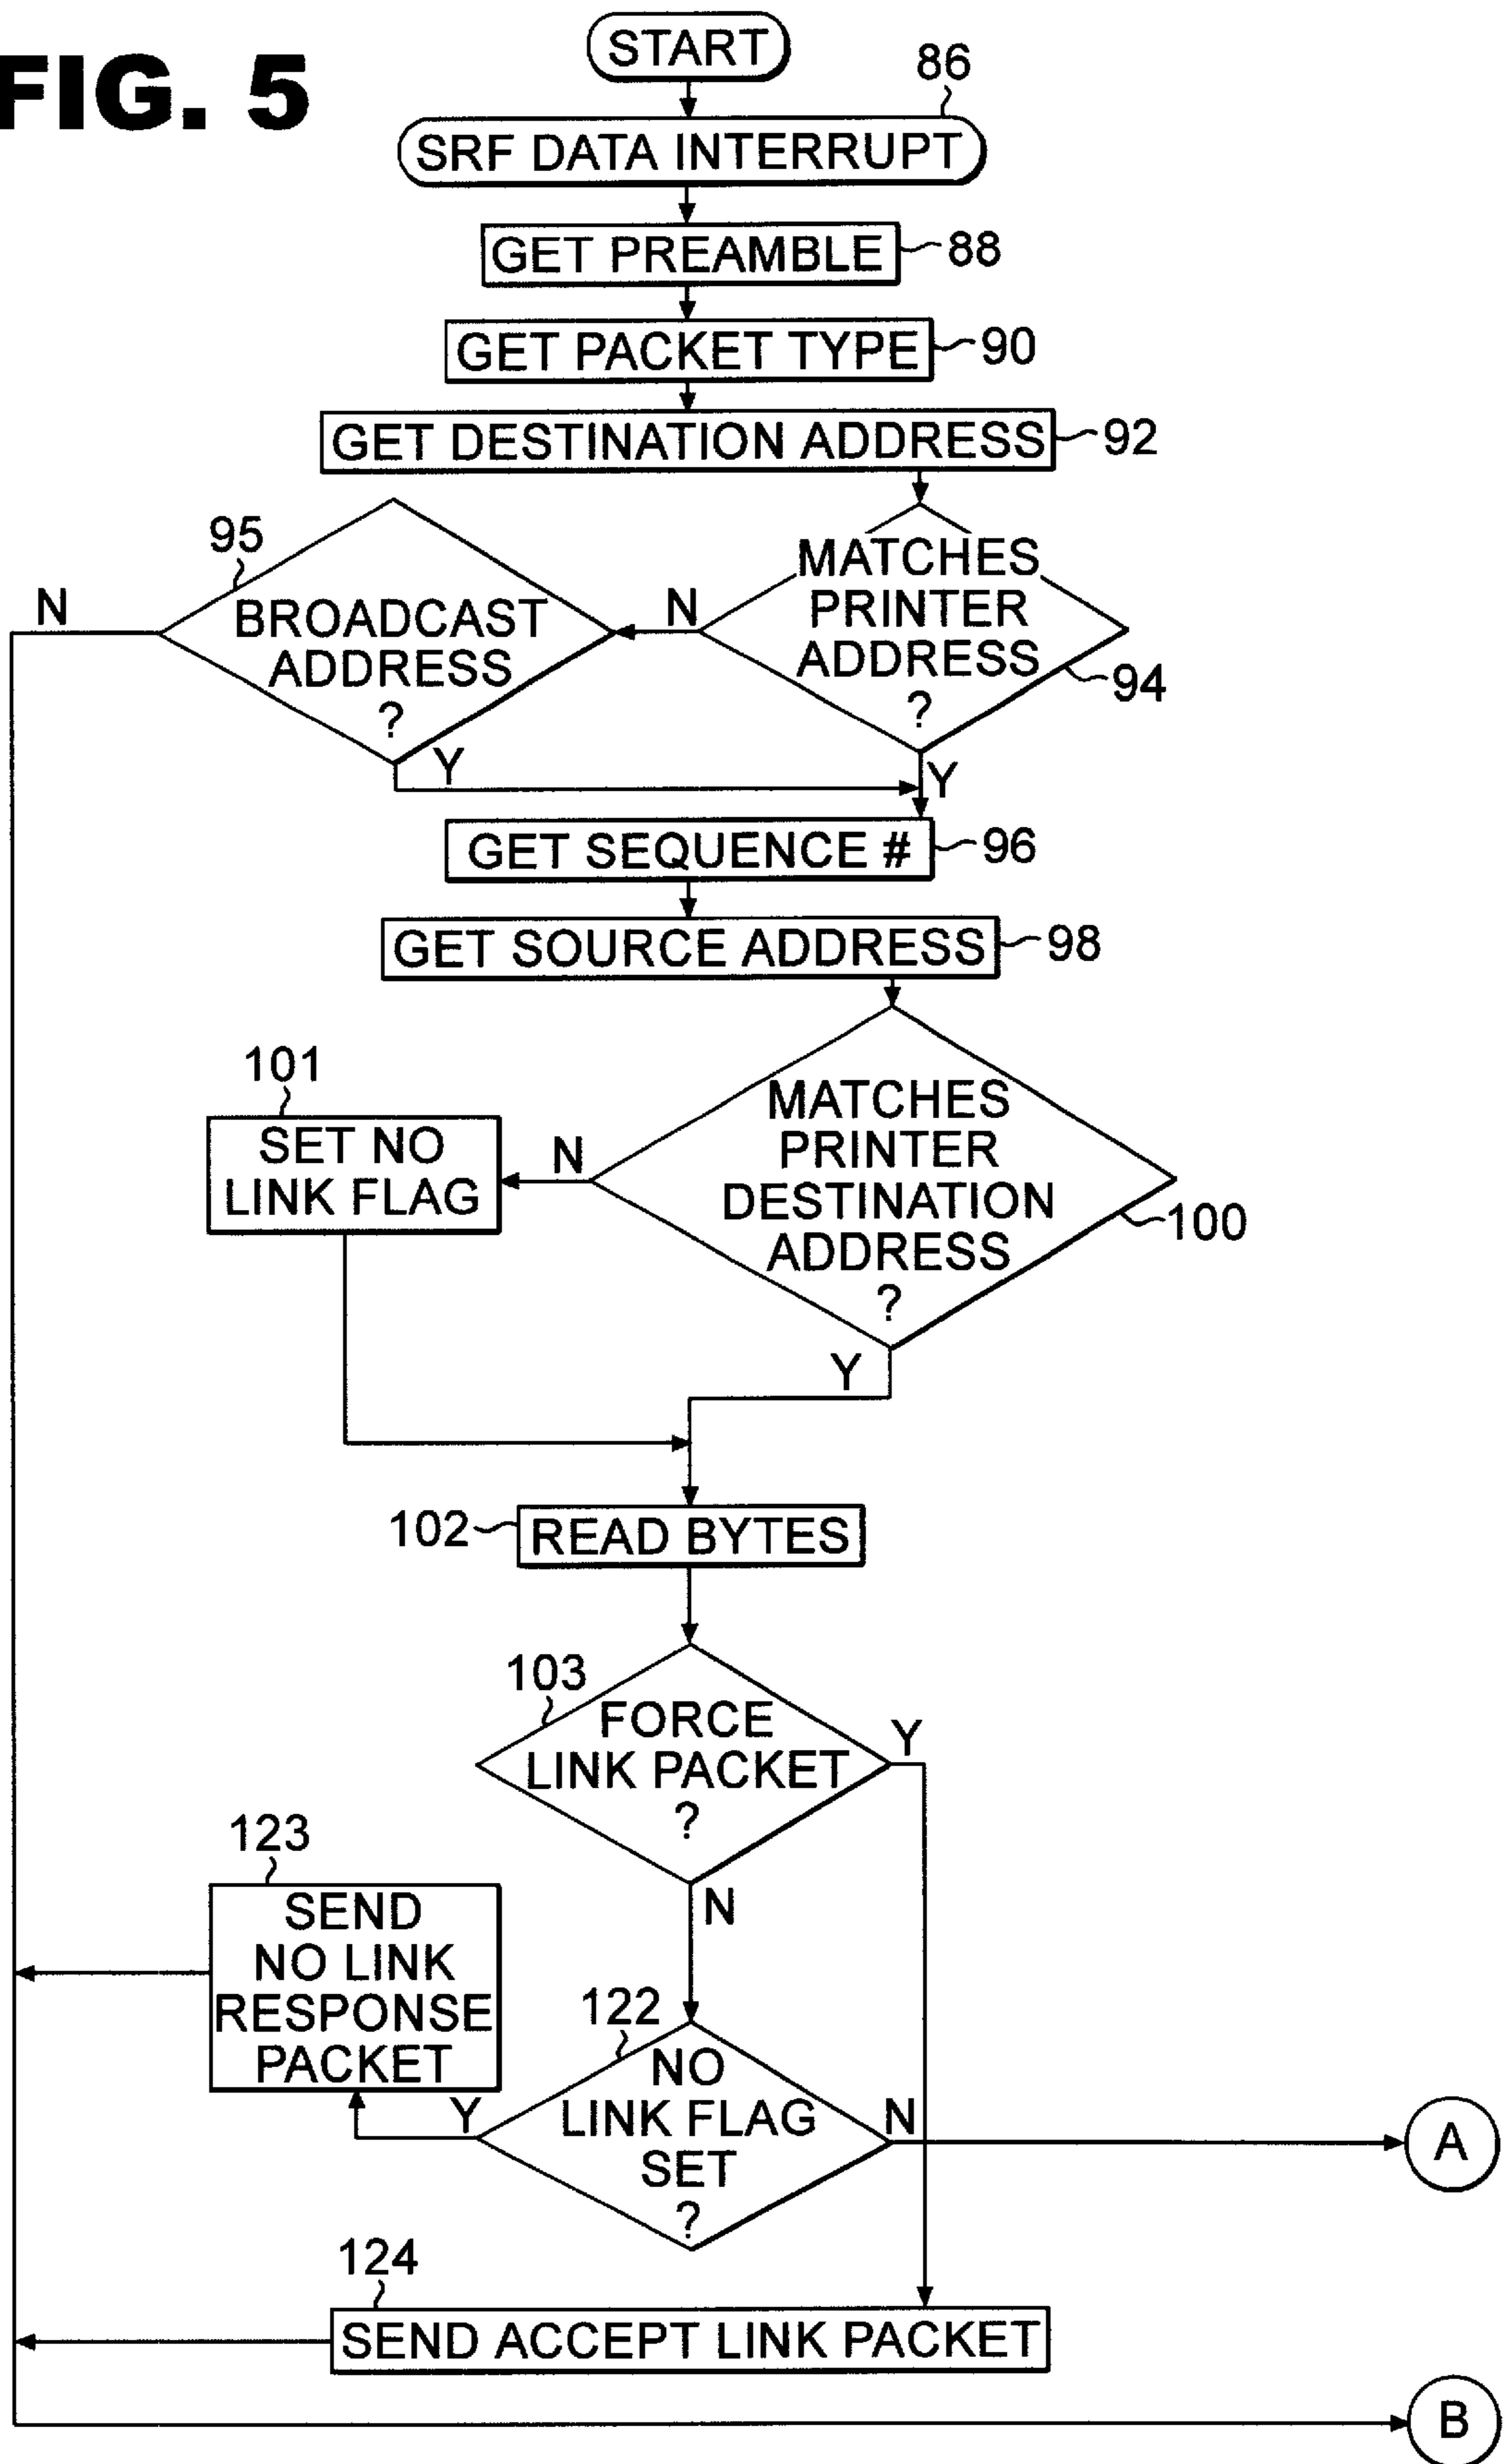 FIG. 5
START
86
SRF DATA INTERRUPT
GET PREAMBLE
88
GET PACKET TYPE
90
GET DESTINATION ADDRESS
92
95
N
BROADCAST
ADDRESS
?
Y
N
MATCHES
PRINTER
ADDRESS
?
94
Y
GET SEQUENCE #
96
GET SOURCE ADDRESS
98
101
SET NO
LINK FLAG
N
MATCHES
PRINTER
DESTINATION
ADDRESS
?
100
Y
102
READ BYTES
103
FORCE
LINK PACKET
?
Y
N
123
SEND
NO LINK
RESPONSE
PACKET
122
Y
NO
LINK FLAG
SET
?
N
A
124
SEND ACCEPT LINK PACKET
B